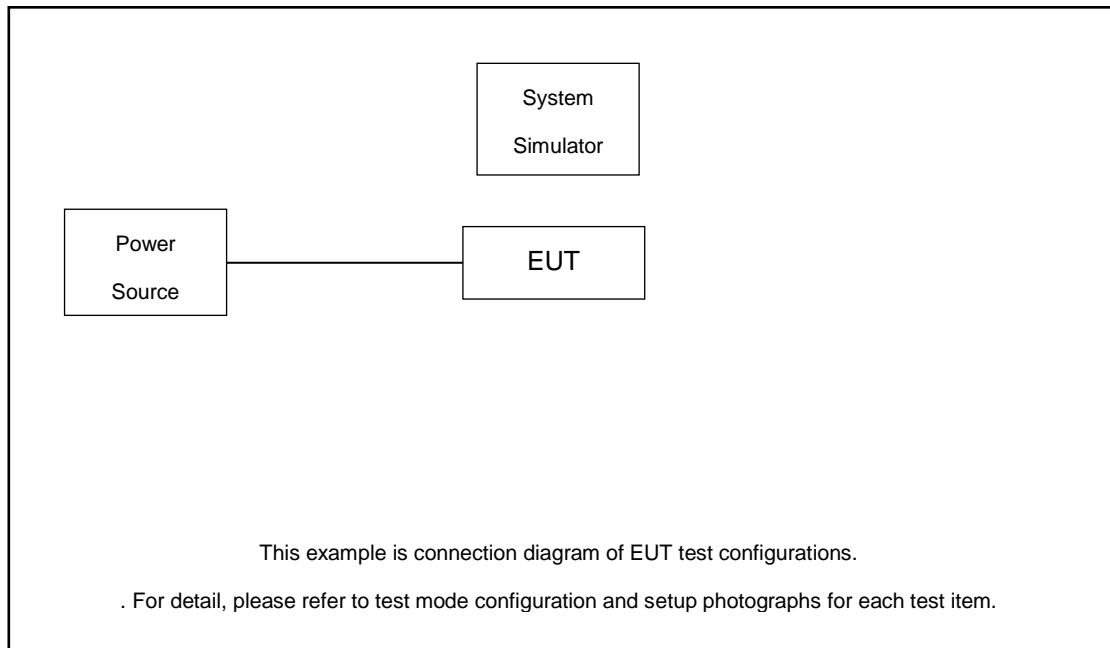 System
Simulator
Power
Source
EUT
This example is connection diagram of EUT test configurations.
. For detail, please refer to test mode configuration and setup photographs for each test item.